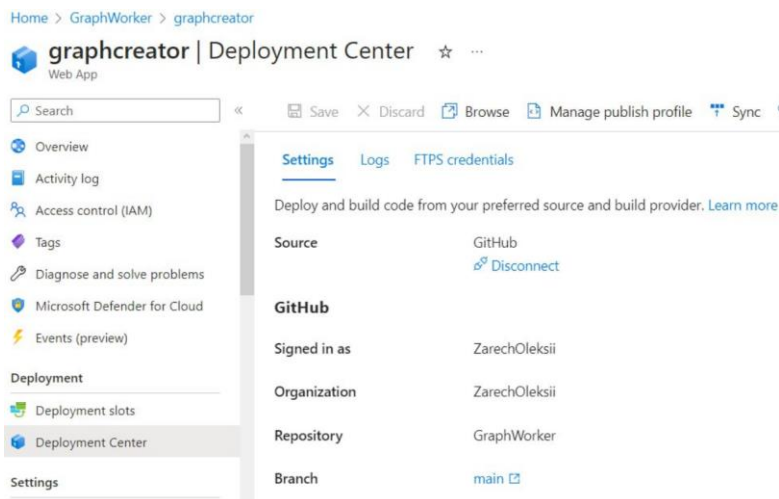 Home > GraphWorker > graphcreator
graphcreator | Deployment Center
Web App
Search
Save Discard Browse Manage publish profile Sync
Overview
Activity log
Access control (IAM)
Tags
Diagnose and solve problems
Microsoft Defender for Cloud
Events (preview)
Deployment
Deployment slots
Deployment Center
Settings
Settings Logs FTPS credentials
Deploy and build code from your preferred source and build provider. Learn more
Source GitHub
Disconnect
GitHub
Signed in as ZarechOleksii
Organization ZarechOleksii
Repository GraphWorker
Branch main